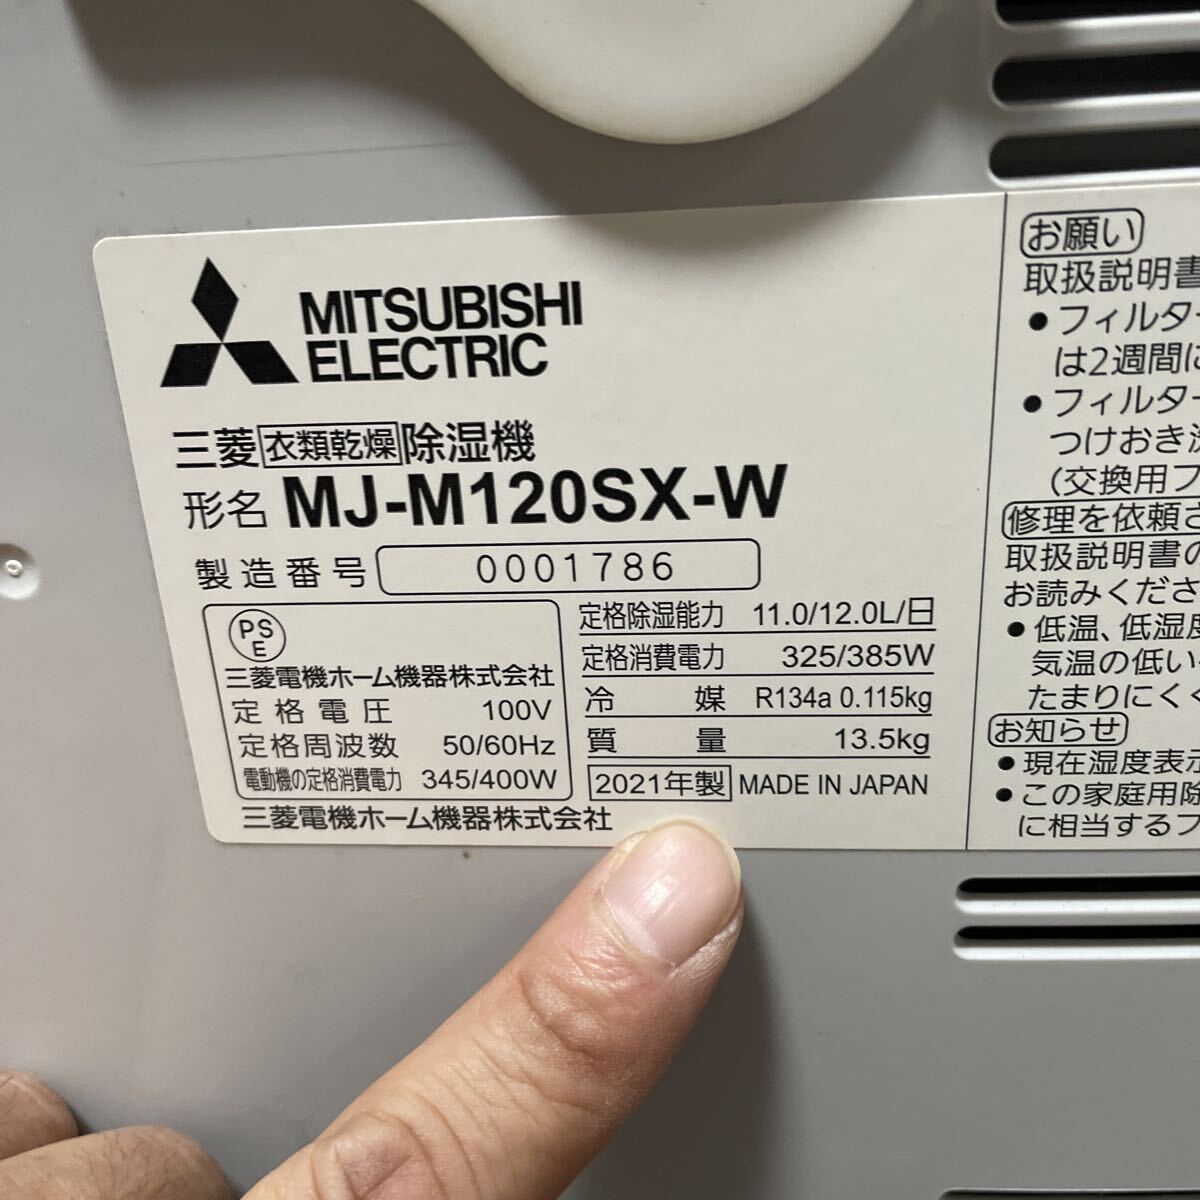 MITSUBISHI
ELECTRIC
三菱 衣類乾燥 除湿機
形名 MJ-M120SX-W
製造番号 0001786
PS
E
三菱電機ホーム機器株式会社
定格電圧 100V
定格周波数 50/60Hz
電動機の定格消費電力 345/400W
定格除湿能力 11.0/12.0L/日
定格消費電力 325/385W
冷媒 R134a 0.115kg
質量 13.5kg
2021年製 MADE IN JAPAN
三菱電機ホーム機器株式会社
お願い
取扱説明書
●フィルター
は2週間に
●フィルター
つけおき洗
(交換用フ
修理を依頼さ
取扱説明書の
お読みくださ
●低温、低湿度
気温の低い
たまりにくく
お知らせ
●現在湿度表示
●この家庭用除
に相当するフ